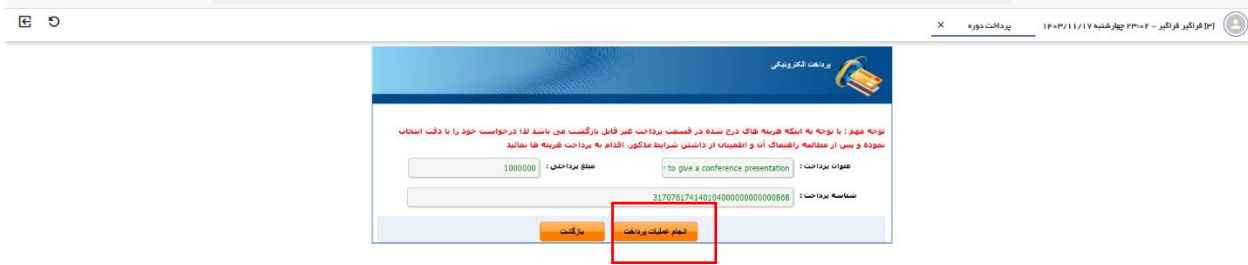 [۳] فراگیر فراگیر – ۲۳:۰۲ چهارشنبه ۱۴۰۳/۱۱/۱۷
پرداخت دوره ×
پرداخت الکترونیکی
توجه مهم : با توجه به اینکه هزینه های درج شده در قسمت پرداخت غیر قابل بازگشت می باشد لذا درخواست خود را با دقت انتخاب
نموده و پس از مطالعه راهنمای آن و اطمینان از داشتن شرایط مذکور، اقدام به پرداخت هزینه ها نمائید
عنوان پرداخت : to give a conference presentation مبلغ پرداختی : 1000000
شناسه پرداخت : 317076174140104000000000000868
انجام عملیات پرداخت بازگشت